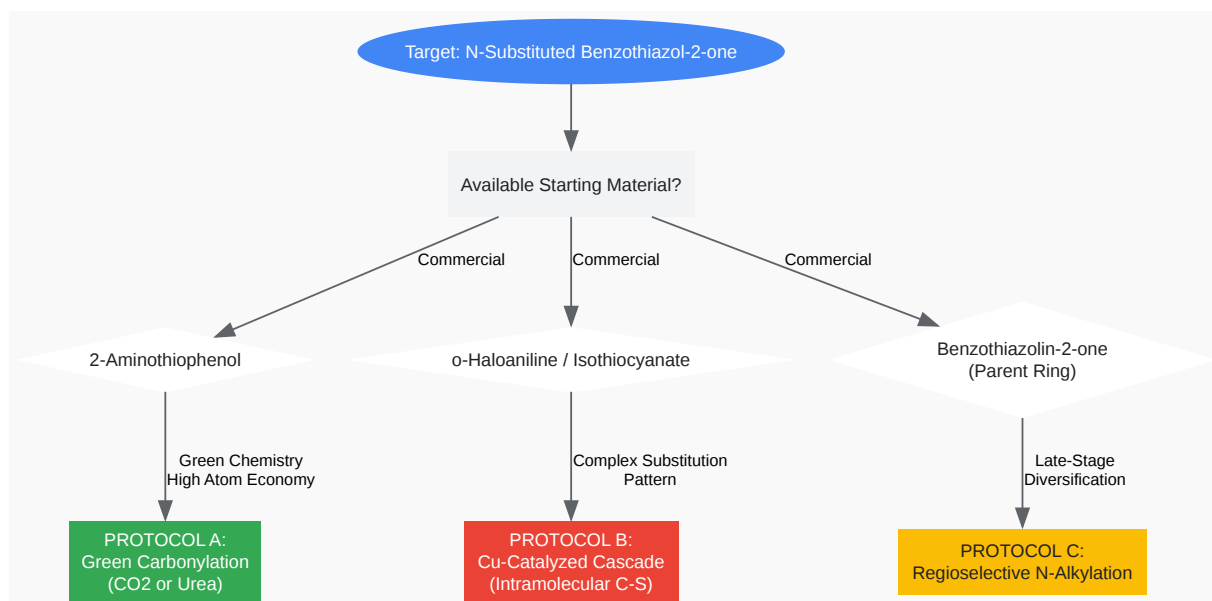 Target: N-Substituted Benzothiazol-2-one
Available Starting Material?
Commercial
Commercial
Commercial
2-Aminothiophenol
o-Haloaniline / Isothiocyanate
Benzothiazolin-2-one
(Parent Ring)
Green Chemistry
High Atom Economy
Complex Substitution
Pattern
Late-Stage
Diversification
PROTOCOL A:
Green Carbonylation
(CO2 or Urea)
PROTOCOL B:
Cu-Catalyzed Cascade
(Intramolecular C-S)
PROTOCOL C:
Regioselective N-Alkylation